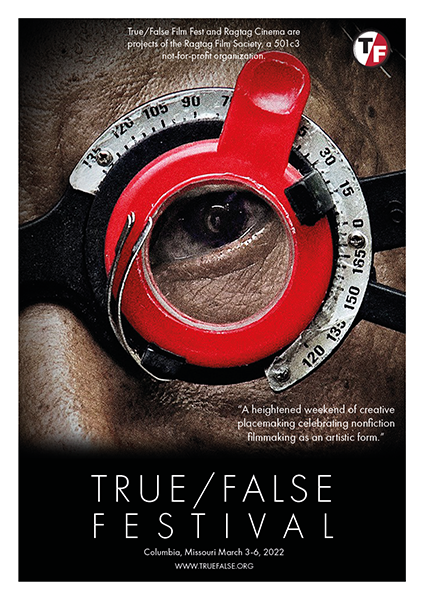 True/False Film Fest and Ragtag Cinema are
projects of the Ragtag Film Society, a 501c3
not-for-profit organization.
T/F
135 120 105 90 7 5 30 15 0 165 150 135 120
"A heightened weekend of creative
placemaking celebrating nonfiction
filmmaking as an artistic form."
TRUE/FALSE
FESTIVAL
Columbia, Missouri March 3-6, 2022
WWW.TRUEFALSE.ORG